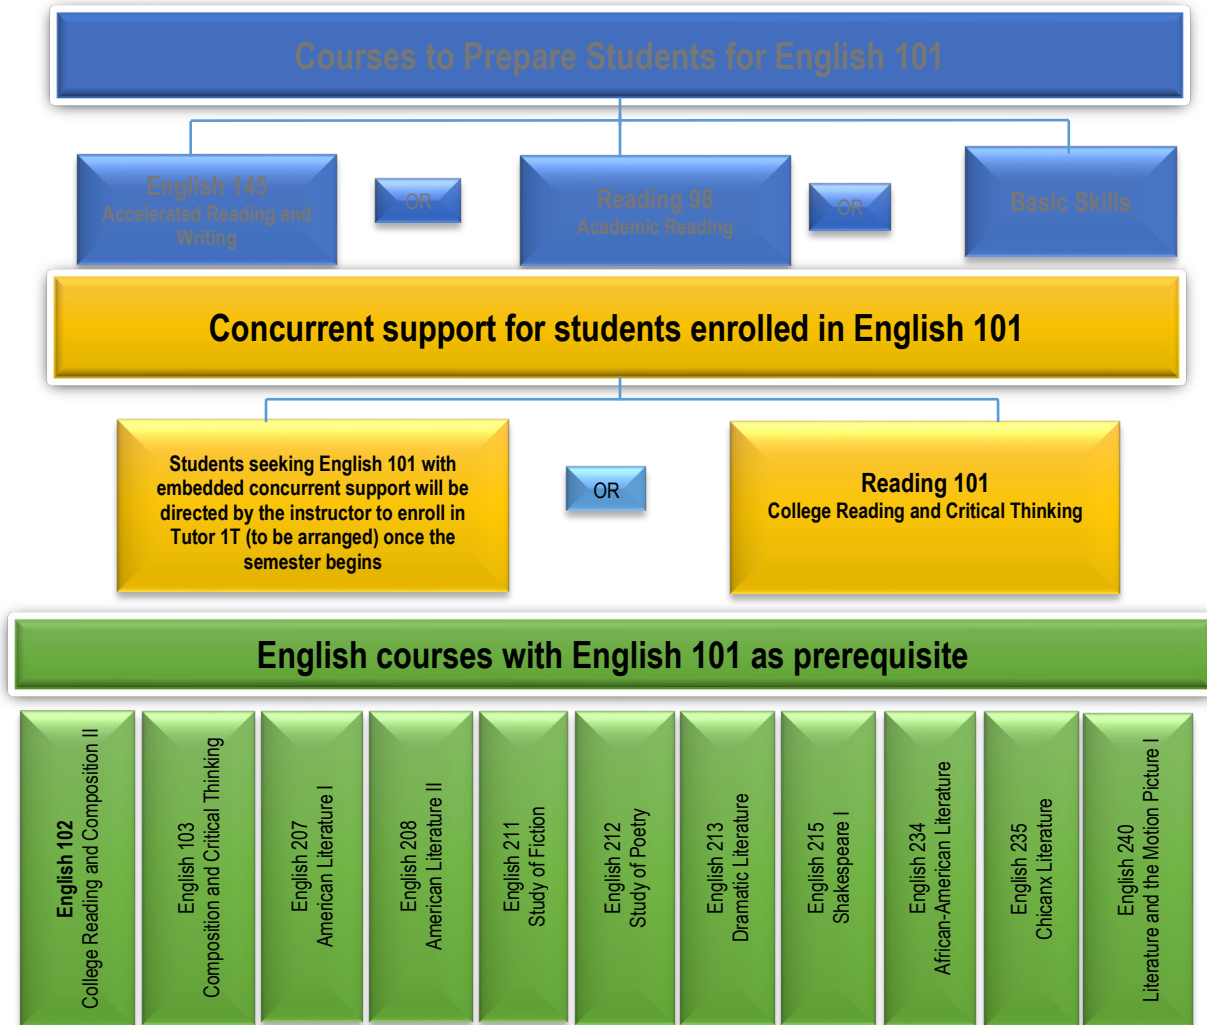 Courses to Prepare Students for English 101
English 145
Accelerated Reading and
Writing
OR
Reading 98
Academic Reading
OR
Basic Skills
Concurrent support for students enrolled in English 101
Students seeking English 101 with
embedded concurrent support will be
directed by the instructor to enroll in
Tutor 1T (to be arranged) once the
semester begins
OR
Reading 101
College Reading and Critical Thinking
English courses with English 101 as prerequisite
English 102
College Reading and Composition II
English 103
Composition and Critical Thinking
English 207
American Literature I
English 208
American Literature II
English 211
Study of Fiction
English 212
Study of Poetry
English 213
Dramatic Literature
English 215
Shakespeare I
English 234
African-American Literature
English 235
Chicanx Literature
English 240
Literature and the Motion Picture I